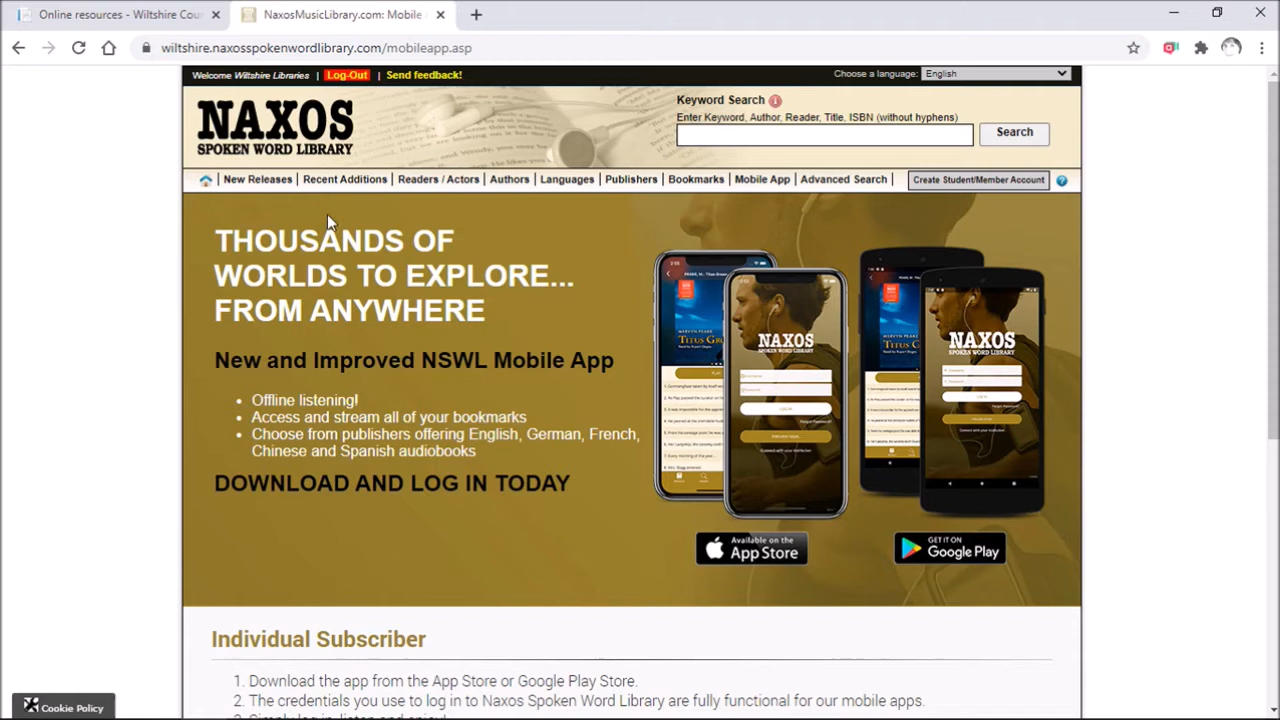 Online resources - Wiltshire Cou
NaxosMusicLibrary.com: Mobile
wiltshire.naxosspokenwordlibrary.com/mobileapp.asp
Welcome Wiltshire Libraries | Log-Out | Send feedback!
Choose a language: English
NAXOS
SPOKEN WORD LIBRARY
Keyword Search
Enter Keyword, Author, Reader, Title, ISBN (without hyphens)
Search
New Releases | Recent Additions | Readers / Actors | Authors | Languages | Publishers | Bookmarks | Mobile App | Advanced Search |
Create Student/Member Account
THOUSANDS OF
WORLDS TO EXPLORE...
FROM ANYWHERE
New and Improved NSWL Mobile App
• Offline listening!
• Access and stream all of your bookmarks
• Choose from publishers offering English, German, French,
Chinese and Spanish audiobooks
DOWNLOAD AND LOG IN TODAY
NAXOS
SPOKEN WORD LIBRARY
NAXOS
SPOKEN WORD LIBRARY
Available on the
App Store
GET IT ON
Google Play
Individual Subscriber
1. Download the app from the App Store or Google Play Store.
2. The credentials you use to log in to Naxos Spoken Word Library are fully functional for our mobile apps.
Cookie Policy